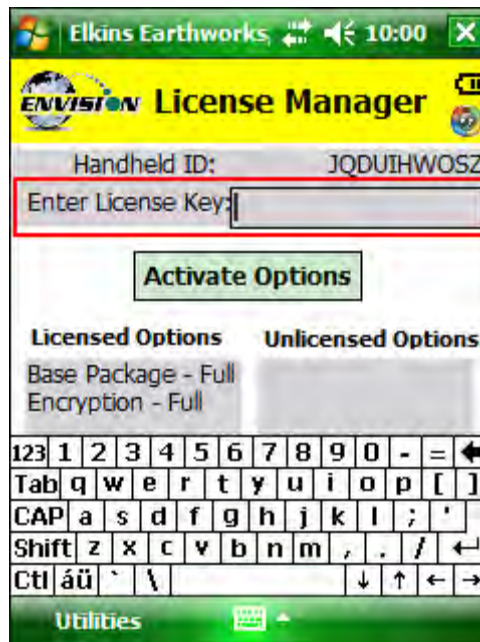 Elkins Earthworks, 10:00
ENVISION License Manager
Handheld ID: JQDUIHWOSZ
Enter License Key:
Activate Options
Licensed Options Unlicensed Options
Base Package - Full
Encryption - Full
123 1 2 3 4 5 6 7 8 9 0 - =
Tab q w e r t y u i o p [ ]
CAP a s d f g h j k l ; '
Shift z x c v b n m , . /
Ctl áü ` \
Utilities